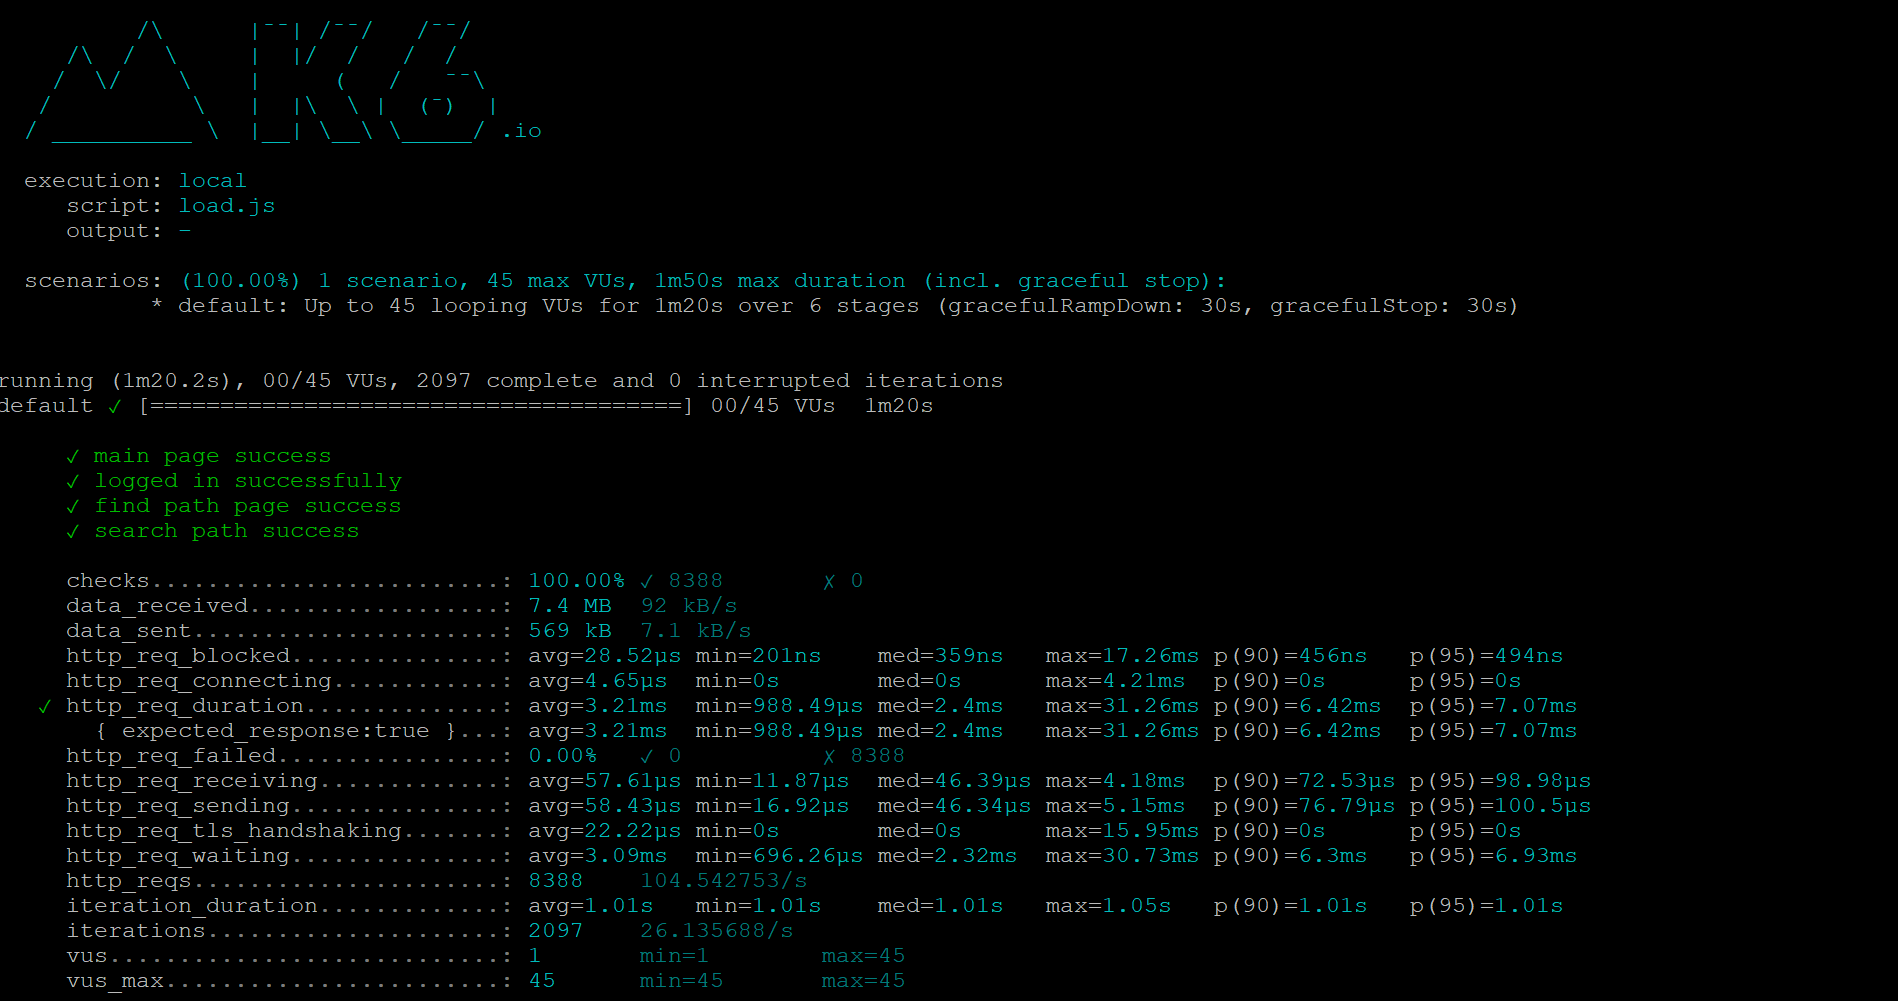 /\      |‾‾| /‾‾/   /‾‾/
    /\  /  \     |  |/  /   /  /
   /  \/    \    |     (   /   ‾‾\
  /          \   |  |\  \ |  (‾)  |
 / __________ \  |__| \__\ \_____/ .io
execution: local
script: load.js
output: -
scenarios: (100.00%) 1 scenario, 45 max VUs, 1m50s max duration (incl. graceful stop):
* default: Up to 45 looping VUs for 1m20s over 6 stages (gracefulRampDown: 30s, gracefulStop: 30s)
running (1m20.2s), 00/45 VUs, 2097 complete and 0 interrupted iterations
default ✓ [======================================] 00/45 VUs  1m20s
✓ main page success
✓ logged in successfully
✓ find path page success
✓ search path success
checks.........................: 100.00% ✓ 8388       ✗ 0
data_received..................: 7.4 MB  92 kB/s
data_sent......................: 569 kB  7.1 kB/s
http_req_blocked...............: avg=28.52µs min=201ns    med=359ns   max=17.26ms p(90)=456ns   p(95)=494ns
http_req_connecting............: avg=4.65µs  min=0s       med=0s      max=4.21ms  p(90)=0s      p(95)=0s
✓ http_req_duration..............: avg=3.21ms  min=988.49µs med=2.4ms   max=31.26ms p(90)=6.42ms  p(95)=7.07ms
{ expected_response:true }...: avg=3.21ms  min=988.49µs med=2.4ms   max=31.26ms p(90)=6.42ms  p(95)=7.07ms
http_req_failed................: 0.00%   ✓ 0          ✗ 8388
http_req_receiving.............: avg=57.61µs min=11.87µs  med=46.39µs max=4.18ms  p(90)=72.53µs p(95)=98.98µs
http_req_sending...............: avg=58.43µs min=16.92µs  med=46.34µs max=5.15ms  p(90)=76.79µs p(95)=100.5µs
http_req_tls_handshaking.......: avg=22.22µs min=0s       med=0s      max=15.95ms p(90)=0s      p(95)=0s
http_req_waiting...............: avg=3.09ms  min=696.26µs med=2.32ms  max=30.73ms p(90)=6.3ms   p(95)=6.93ms
http_reqs......................: 8388    104.542753/s
iteration_duration.............: avg=1.01s   min=1.01s    med=1.01s   max=1.05s   p(90)=1.01s   p(95)=1.01s
iterations.....................: 2097    26.135688/s
vus............................: 1       min=1        max=45
vus_max........................: 45      min=45       max=45